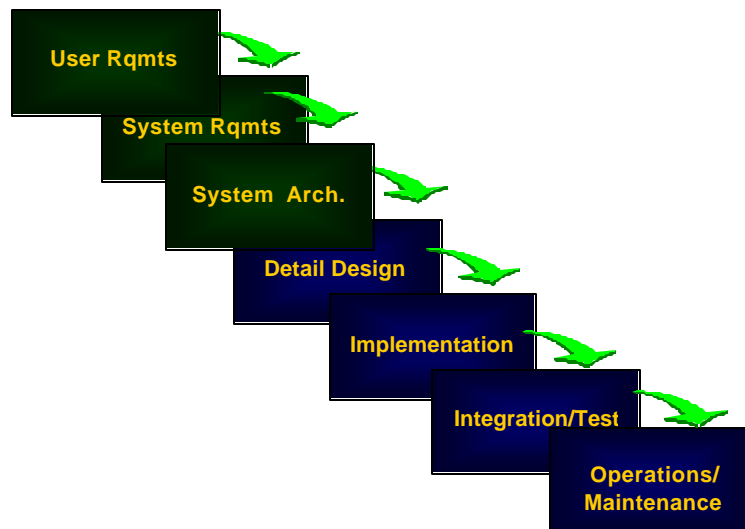 User Rqmts
System Rqmts
System Arch.
Detail Design
Implementation
Integration/Test
Operations/
Maintenance